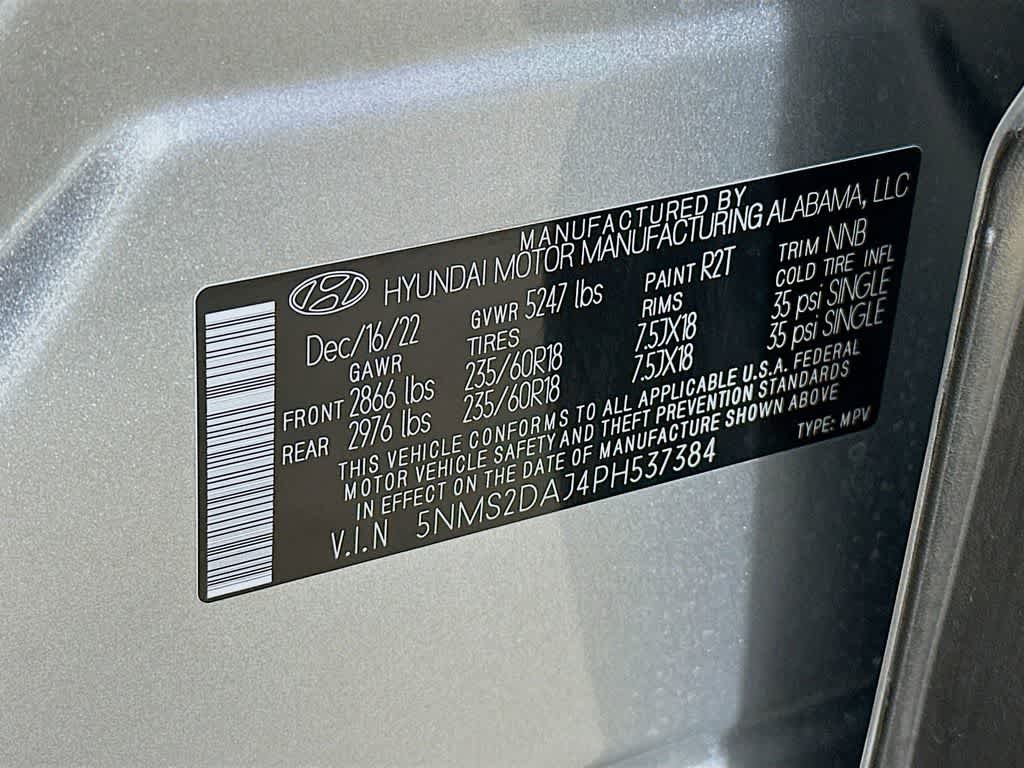 MANUFACTURED BY
HYUNDAI MOTOR MANUFACTURING ALABAMA, LLC
Dec/16/22 GVWR 5247 lbs PAINT R2T TRIM NNB
GAWR TIRES RIMS COLD TIRE INFL
FRONT 2866 lbs 235/60R18 7.5JX18 35 psi SINGLE
REAR 2976 lbs 235/60R18 7.5JX18 35 psi SINGLE
THIS VEHICLE CONFORMS TO ALL APPLICABLE U.S.A. FEDERAL
MOTOR VEHICLE SAFETY AND THEFT PREVENTION STANDARDS
IN EFFECT ON THE DATE OF MANUFACTURE SHOWN ABOVE
V.I.N 5NMS2DAJ4PH537384 TYPE: MPV